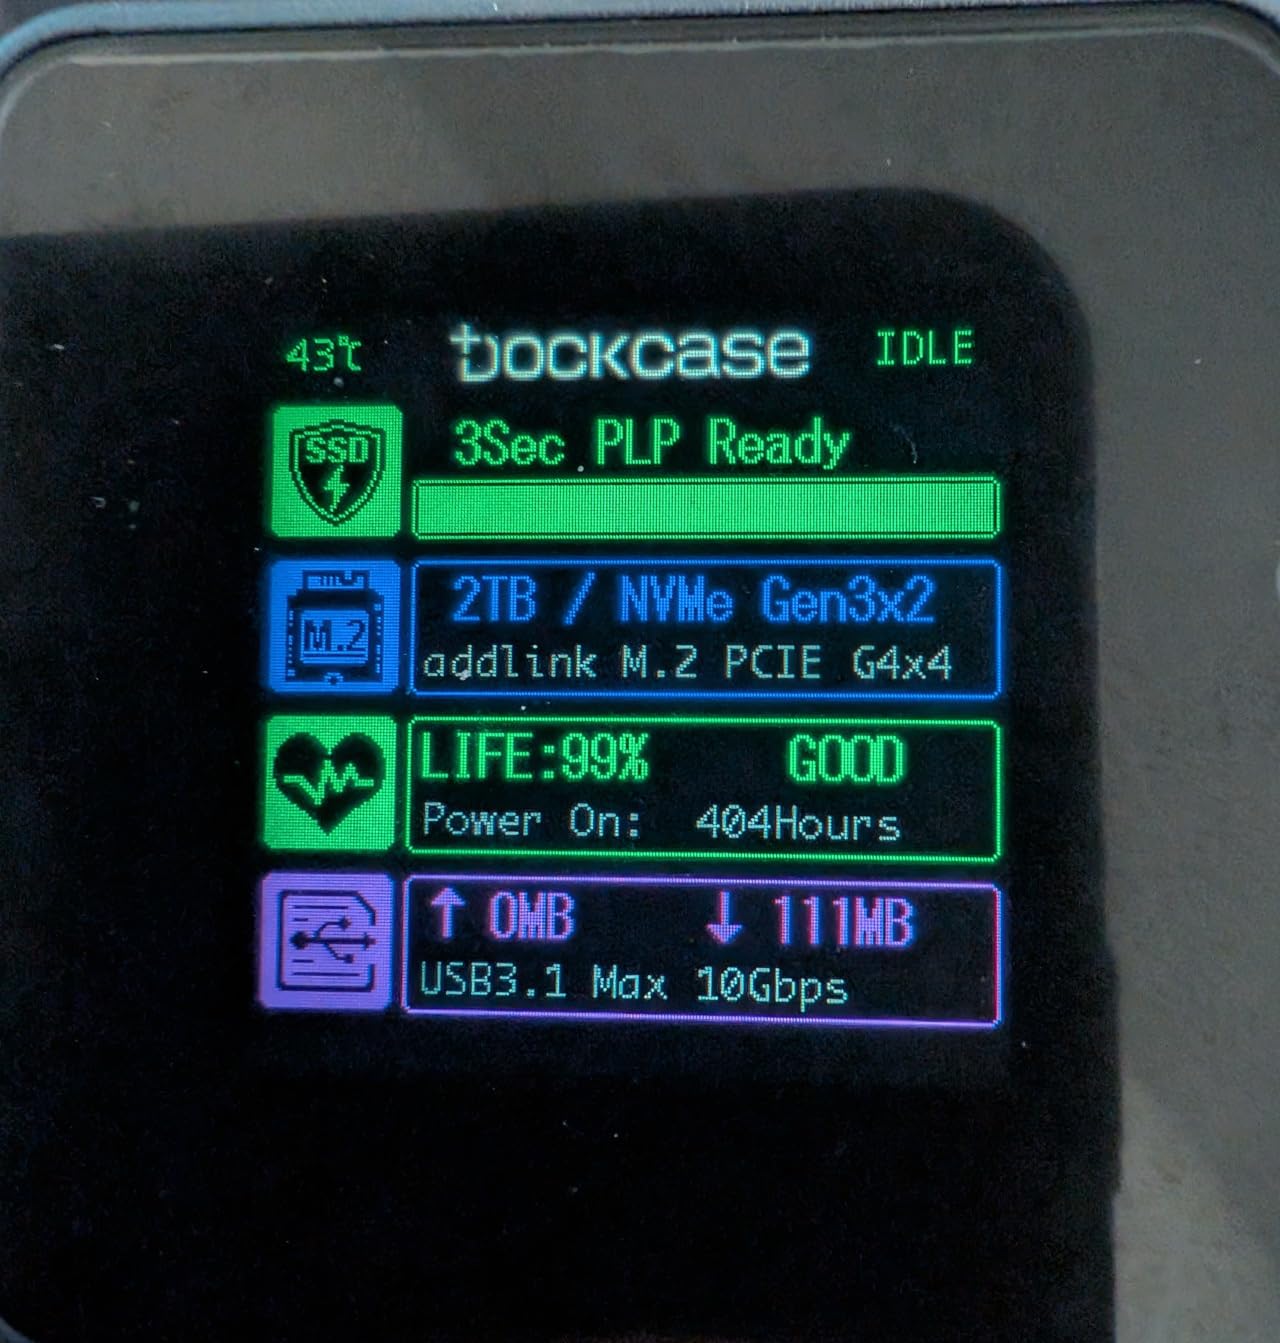 43℃ Dockcase IDLE
SSD
3Sec PLP Ready
M.2
2TB / NVMe Gen3x2
addlink M.2 PCIE G4x4
LIFE:99% GOOD
Power On: 404Hours
↑ 0MB ↓ 111MB
USB3.1 Max 10Gbps